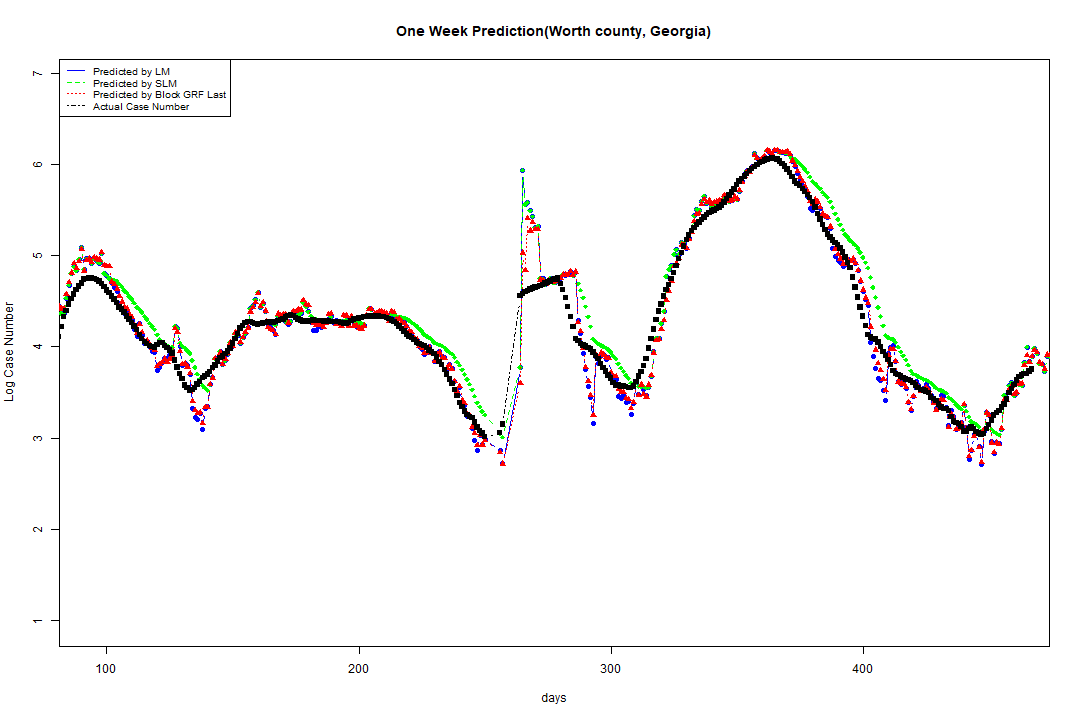 One Week Prediction(Worth county, Georgia)
Predicted by LM
Predicted by SLM
Predicted by Block GRF Last
Actual Case Number
7
6
5
4
3
2
1
Log Case Number
100 200 300 400
days